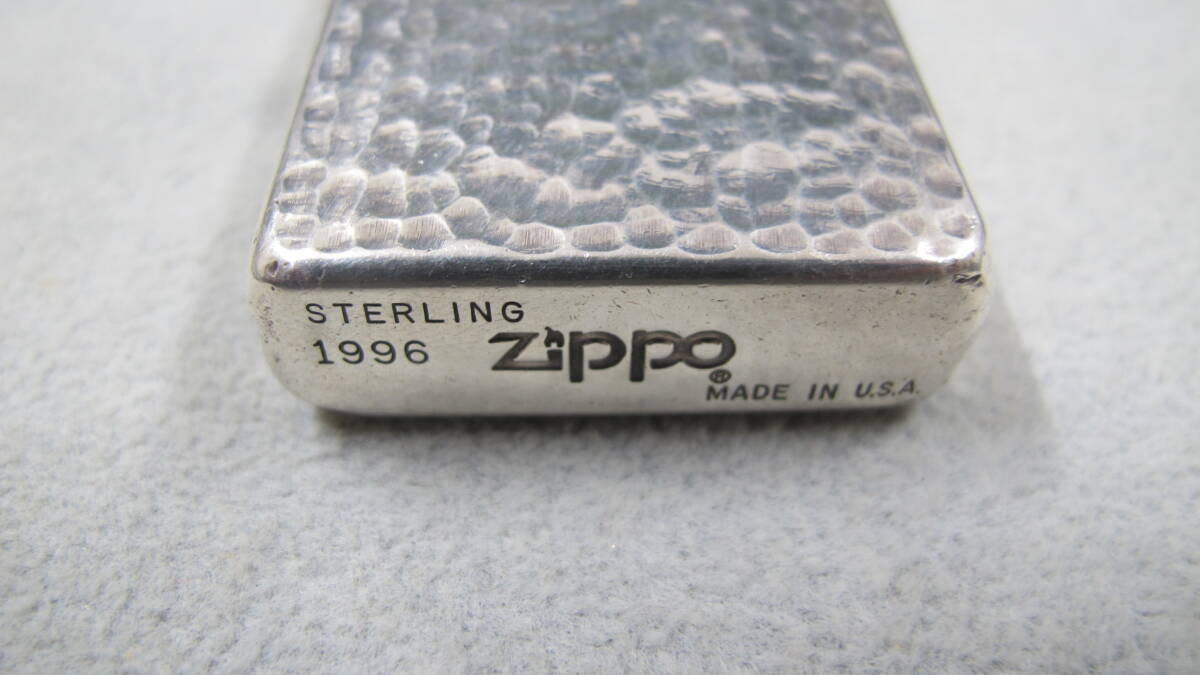 STERLING
1996
Zippo®
MADE IN U.S.A.